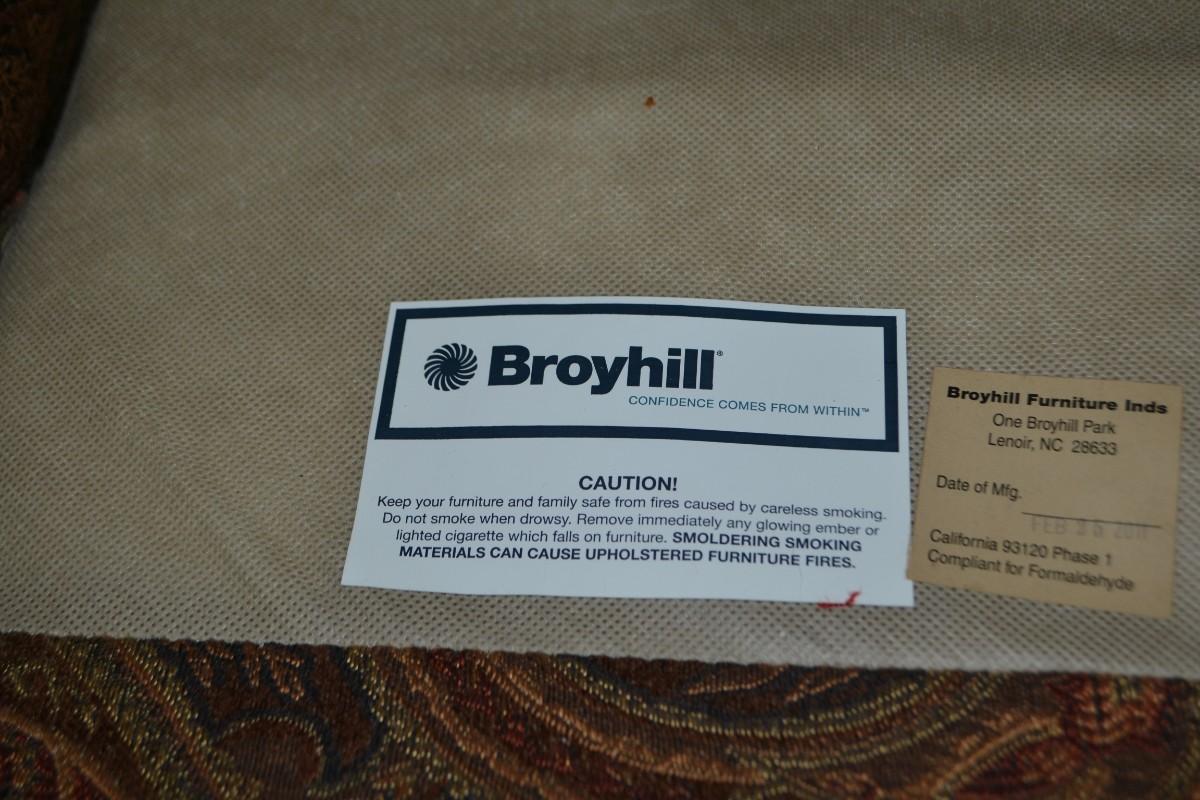 Broyhill®
CONFIDENCE COMES FROM WITHIN™
CAUTION!
Keep your furniture and family safe from fires caused by careless smoking.
Do not smoke when drowsy. Remove immediately any glowing ember or
lighted cigarette which falls on furniture. SMOLDERING SMOKING
MATERIALS CAN CAUSE UPHOLSTERED FURNITURE FIRES.
Broyhill Furniture Inds
One Broyhill Park
Lenoir, NC 28633
Date of Mfg.
FEB 2011
California 93120 Phase 1
Compliant for Formaldehyde